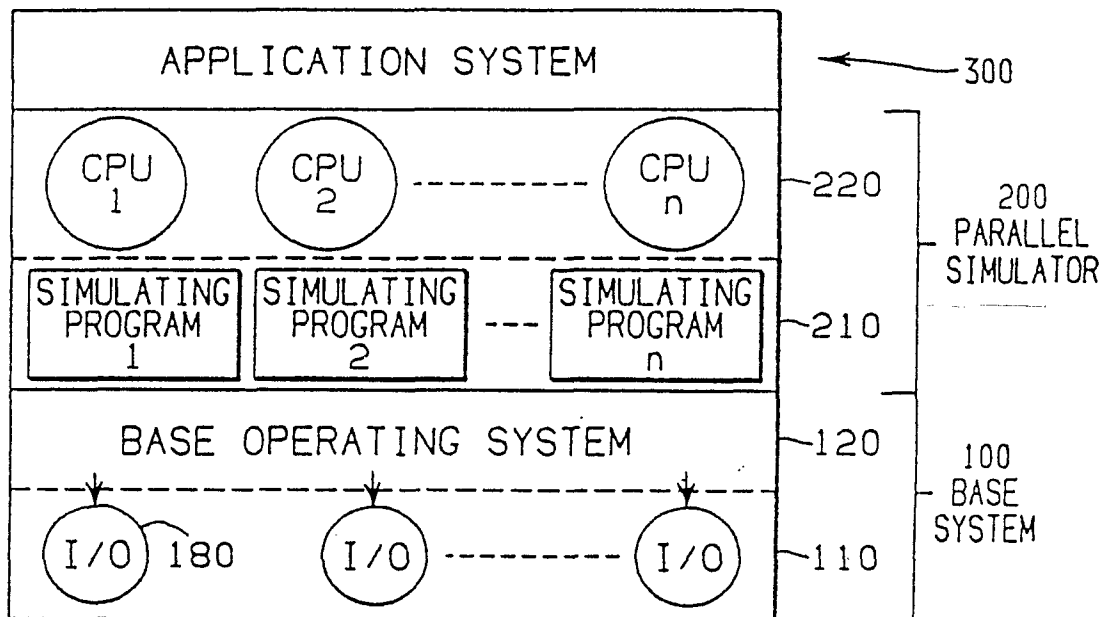 APPLICATION SYSTEM
300
CPU
1
CPU
2
CPU
n
220
SIMULATING
PROGRAM
1
SIMULATING
PROGRAM
2
SIMULATING
PROGRAM
n
210
200
PARALLEL
SIMULATOR
BASE OPERATING SYSTEM
120
I/O
180
I/O
I/O
110
100
BASE
SYSTEM